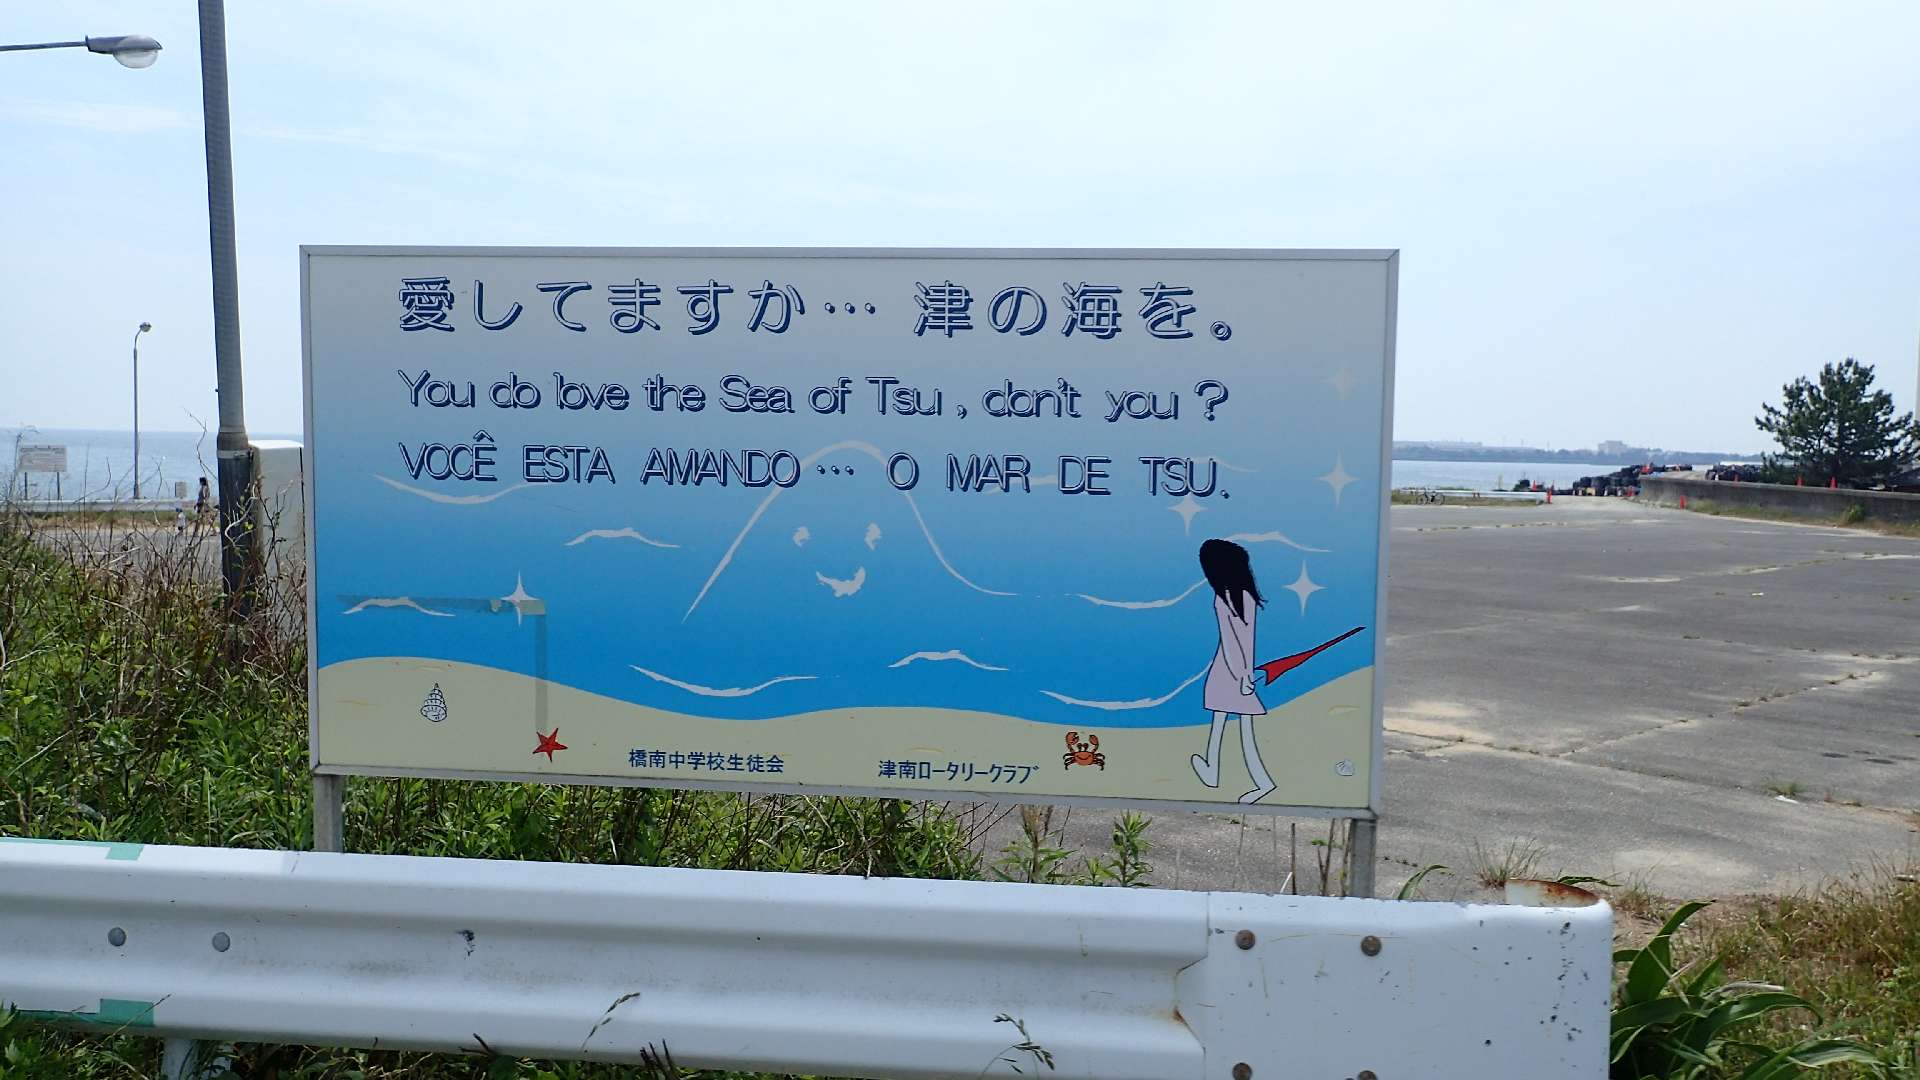 愛してますか… 津の海を。
You do love the Sea of Tsu , don't you ?
VOCÊ ESTA AMANDO … O MAR DE TSU.
橋南中学校生徒会 津南ロータリークラブ